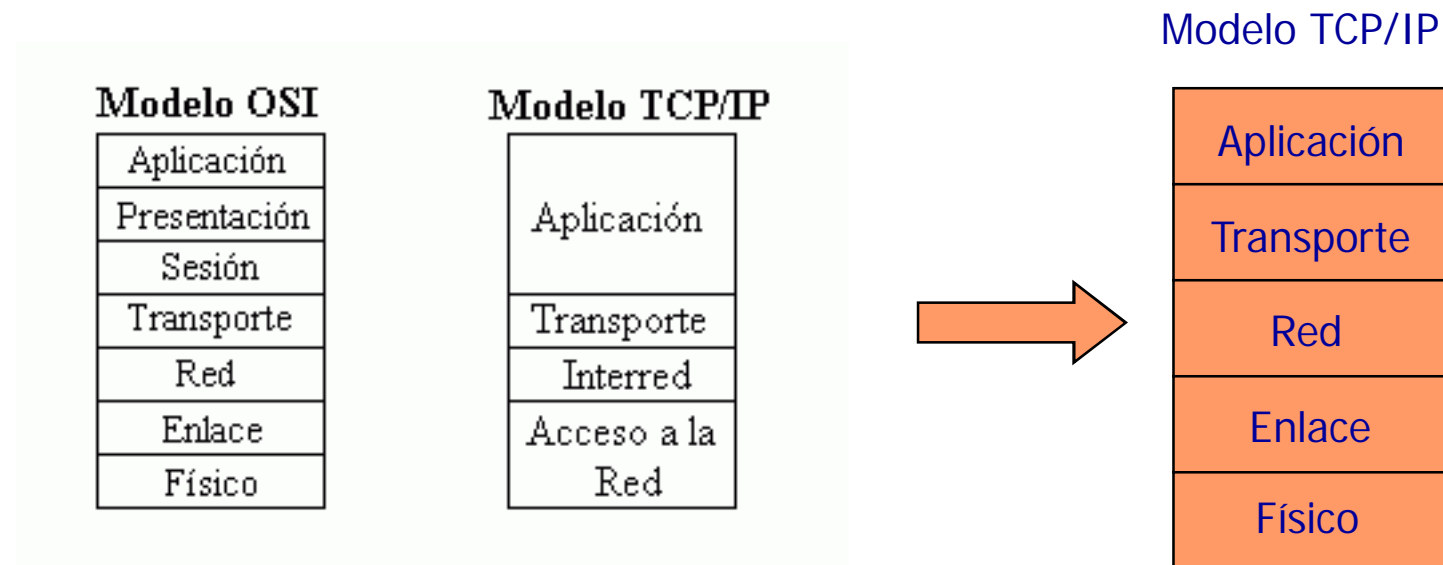 Modelo OSI
Aplicación
Presentación
Sesión
Transporte
Red
Enlace
Físico
Modelo TCP/IP
Aplicación
Transporte
Interred
Acceso a la
Red
Modelo TCP/IP
Aplicación
Transporte
Red
Enlace
Físico